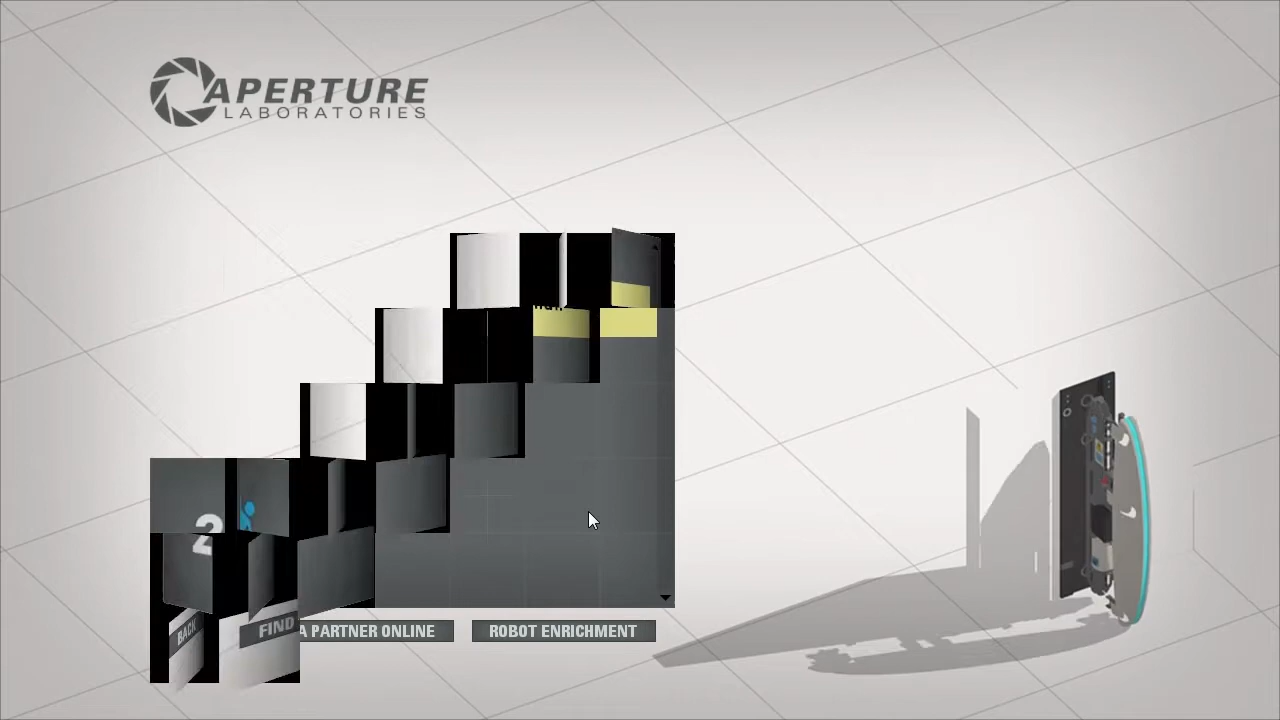 APERTURE
LABORATORIES
2
BACK
FIND A PARTNER ONLINE
ROBOT ENRICHMENT